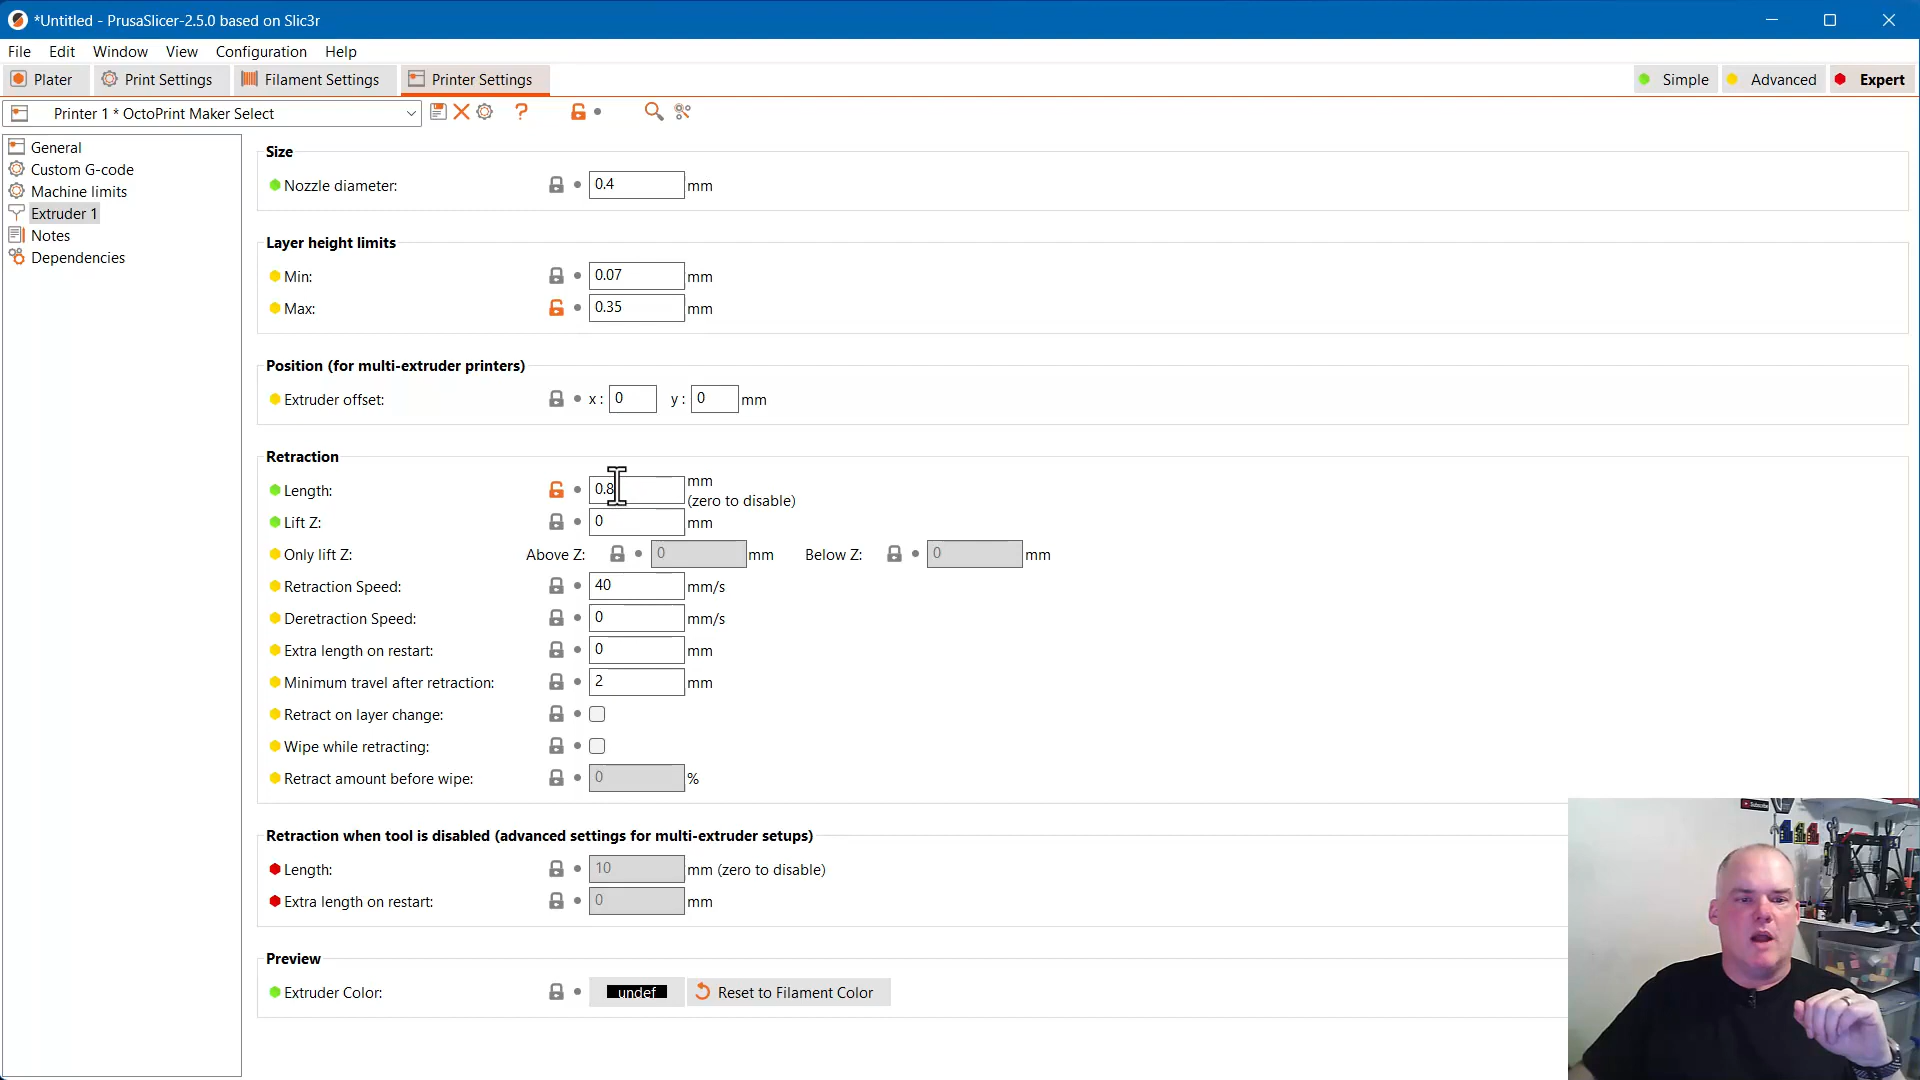 *Untitled - PrusaSlicer-2.5.0 based on Slic3r
File Edit Window View Configuration Help
Plater Print Settings Filament Settings Printer Settings Simple Advanced Expert
Printer 1 * OctoPrint Maker Select ?
General
Custom G-code
Machine limits
Extruder 1
Notes
Dependencies
Size
Nozzle diameter: 0.4 mm
Layer height limits
Min: 0.07 mm
Max: 0.35 mm
Position (for multi-extruder printers)
Extruder offset: x : 0 y : 0 mm
Retraction
Length: 0.8 mm (zero to disable)
Lift Z: 0 mm
Only lift Z: Above Z: 0 mm Below Z: 0 mm
Retraction Speed: 40 mm/s
Deretraction Speed: 0 mm/s
Extra length on restart: 0 mm
Minimum travel after retraction: 2 mm
Retract on layer change:
Wipe while retracting:
Retract amount before wipe: 0 %
Retraction when tool is disabled (advanced settings for multi-extruder setups)
Length: 10 mm (zero to disable)
Extra length on restart: 0 mm
Preview
Extruder Color: undef Reset to Filament Color
Subscribe